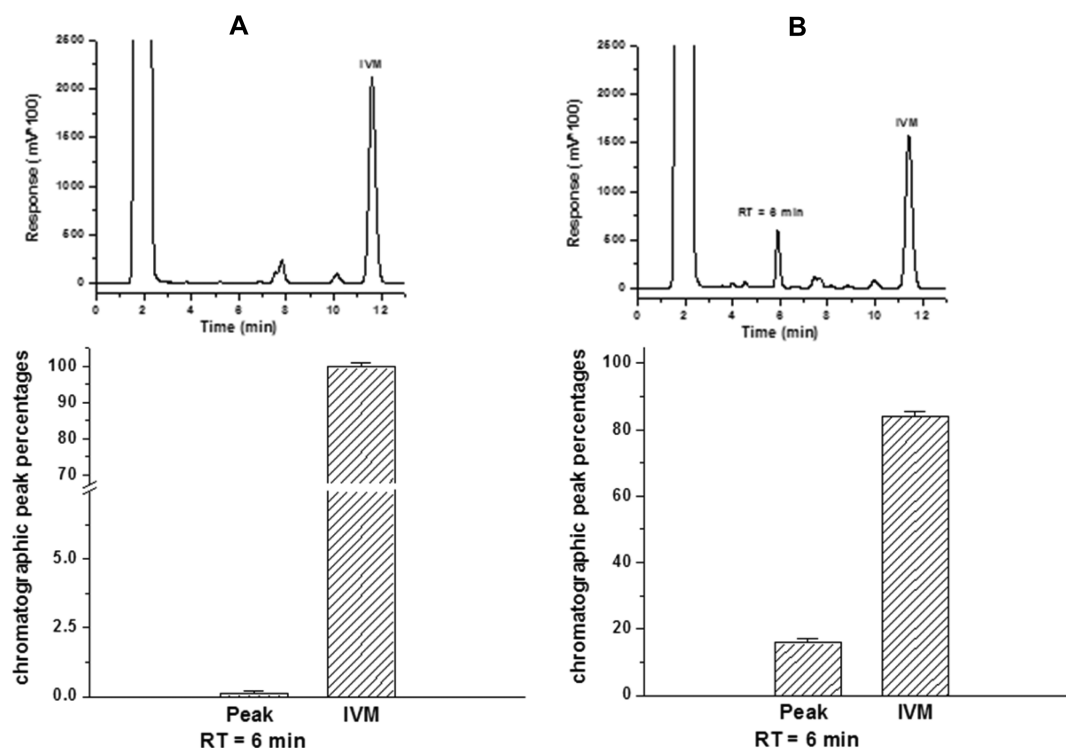 A
2500
2000
1500
1000
500
0
Response ( mV*100)
IVM
0 2 4 6 8 10 12
Time (min)
B
2500
2000
1500
1000
500
0
Response ( mV*100)
RT = 6 min
IVM
0 2 4 6 8 10 12
Time (min)
chromatographic peak percentages
100
90
80
70
5.0
2.5
0.0
Peak IVM
RT = 6 min
chromatographic peak percentages
100
80
60
40
20
0
Peak IVM
RT = 6 min